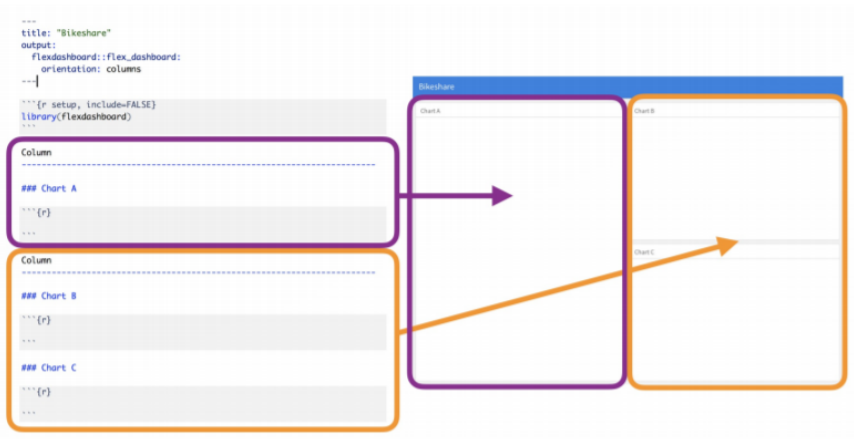 ---
title: "Bikeshare"
output:
  flexdashboard::flex_dashboard:
    orientation: columns
---
```{r setup, include=FALSE}
library(flexdashboard)
```
Column
-----------------------------------------------------------------------
### Chart A
```{r}
```
Column
-----------------------------------------------------------------------
### Chart B
```{r}
```
### Chart C
```{r}
```
Bikeshare
Chart A
Chart B
Chart C